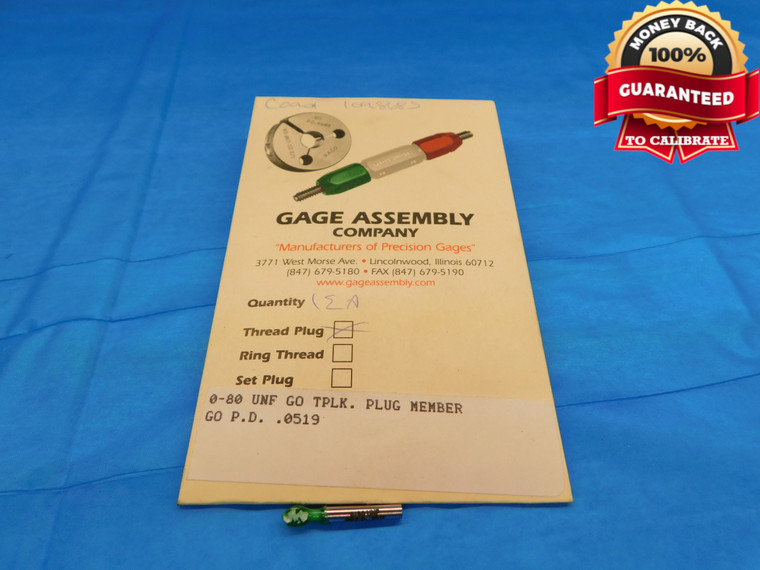 MONEY BACK
100%
GUARANTEED
TO CALIBRATE
GAGE ASSEMBLY
COMPANY
"Manufacturers of Precision Gages"
3771 West Morse Ave. • Lincolnwood, Illinois 60712
(847) 679-5180 • FAX (847) 679-5190
www.gageassembly.com
Quantity 1 EA
Thread Plug
Ring Thread
Set Plug
0-80 UNF GO TPLK. PLUG MEMBER
GO P.D. .0519